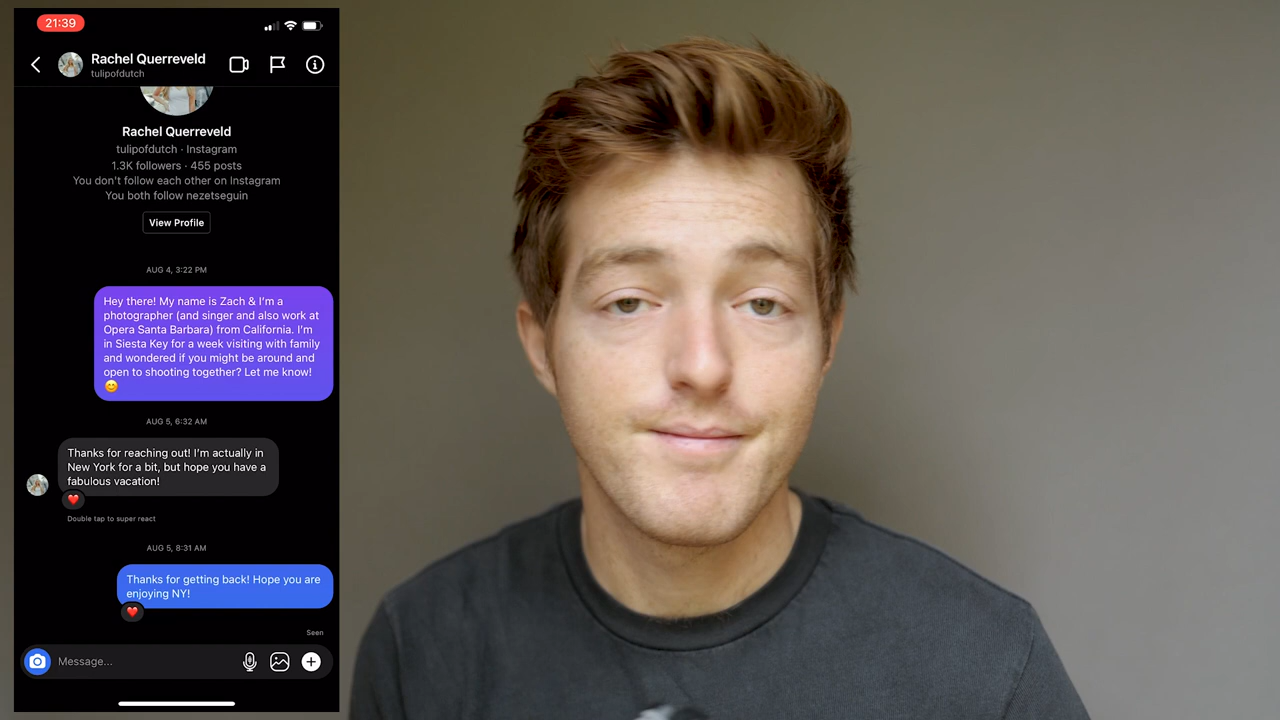 21:39
Rachel Querreveld
tulipofdutch
Rachel Querreveld
tulipofdutch · Instagram
1.3K followers · 455 posts
You don't follow each other on Instagram
You both follow nezetseguin
View Profile
AUG 4, 3:22 PM
Hey there! My name is Zach & I'm a
photographer (and singer and also work at
Opera Santa Barbara) from California. I'm
in Siesta Key for a week visiting with family
and wondered if you might be around and
open to shooting together? Let me know!
😊
AUG 5, 6:32 AM
Thanks for reaching out! I'm actually in
New York for a bit, but hope you have a
fabulous vacation!
❤️
Double tap to super react
AUG 5, 8:31 AM
Thanks for getting back! Hope you are
enjoying NY!
❤️
Seen
Message...